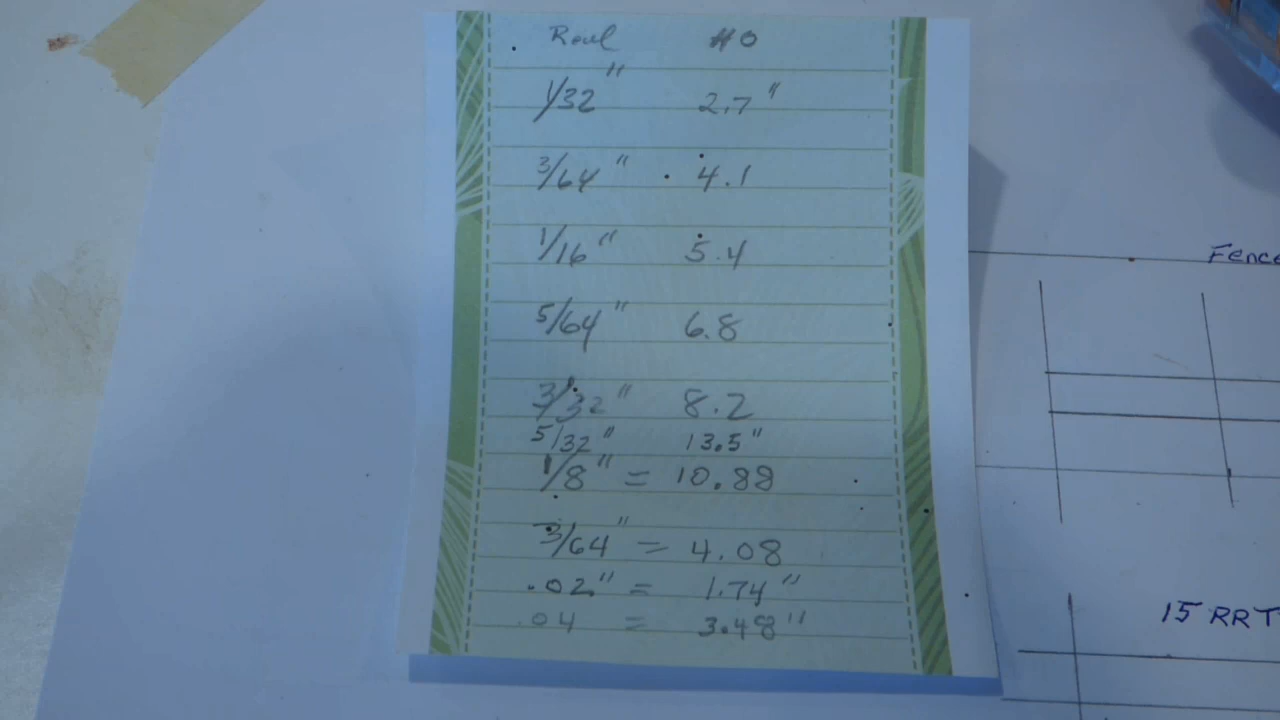 Real HO
1/32" 2.7"
3/64" 4.1
1/16" 5.4
5/64" 6.8
3/32" 8.2
5/32" 13.5"
1/8" = 10.88
3/64" = 4.08
.02" = 1.74"
.04 = 3.48"
Fence
15 RRT